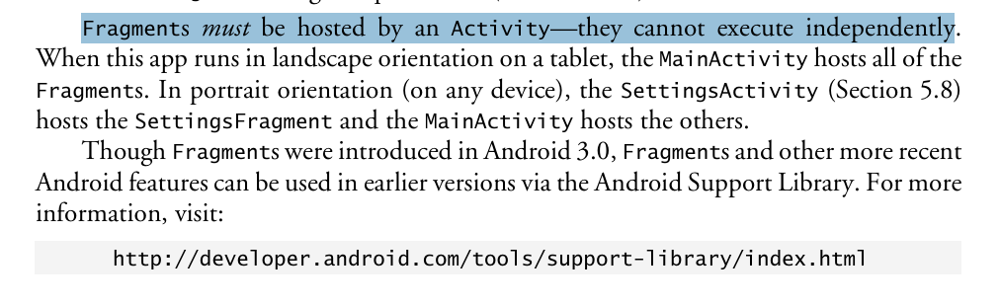 Fragments must be hosted by an Activity—they cannot execute independently.
When this app runs in landscape orientation on a tablet, the MainActivity hosts all of the
Fragments. In portrait orientation (on any device), the SettingsActivity (Section 5.8)
hosts the SettingsFragment and the MainActivity hosts the others.
Though Fragments were introduced in Android 3.0, Fragments and other more recent
Android features can be used in earlier versions via the Android Support Library. For more
information, visit:
http://developer.android.com/tools/support-library/index.html